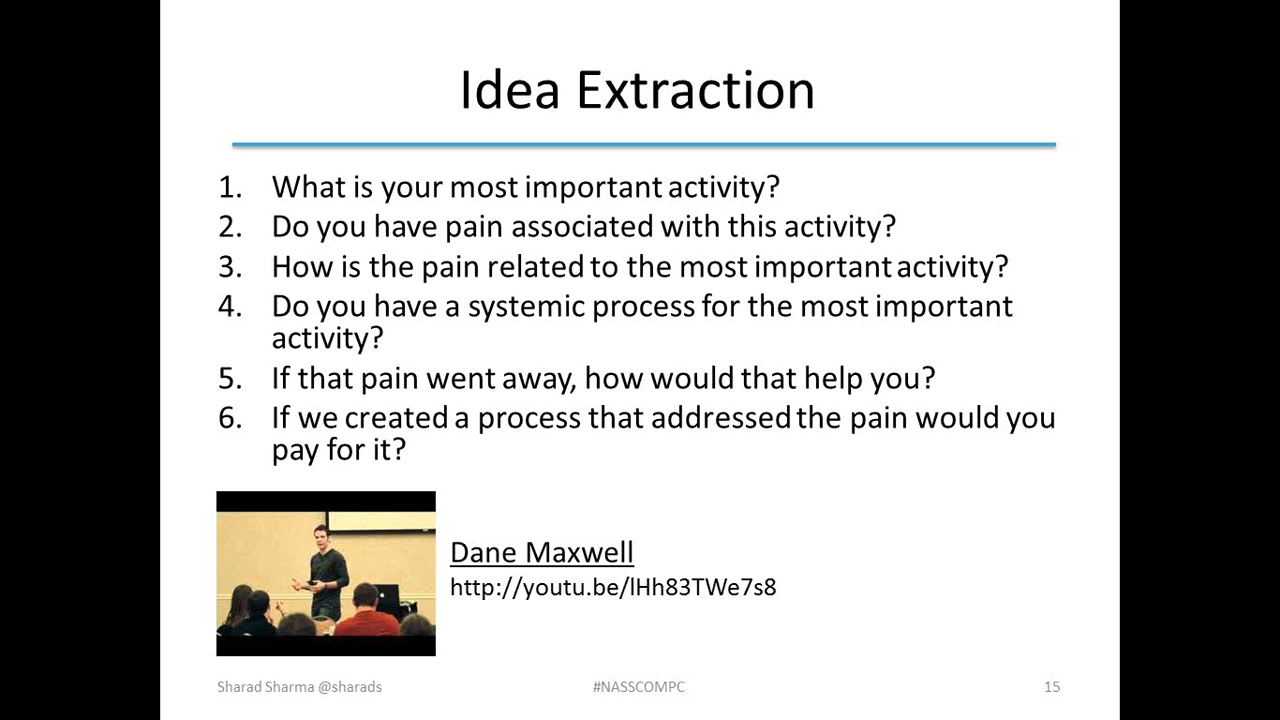 Idea Extraction
1. What is your most important activity?
2. Do you have pain associated with this activity?
3. How is the pain related to the most important activity?
4. Do you have a systemic process for the most important
activity?
5. If that pain went away, how would that help you?
6. If we created a process that addressed the pain would you
pay for it?
Dane Maxwell
http://youtu.be/lHh83TWe7s8
Sharad Sharma @sharads
#NASSCOMPC
15